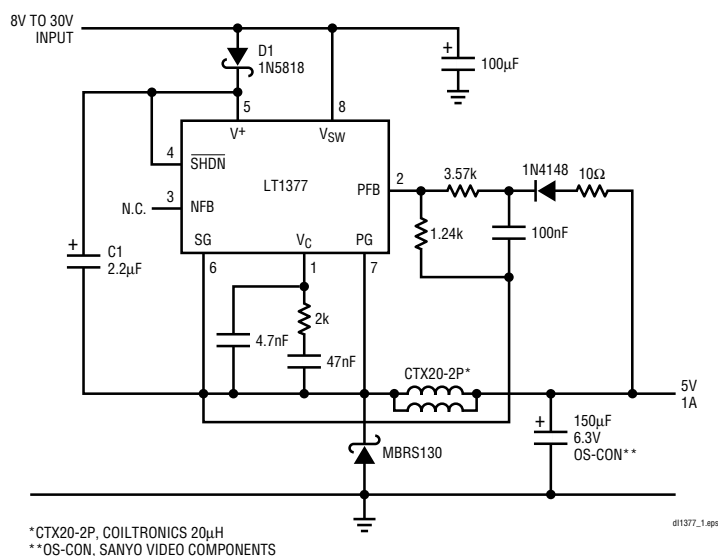 8V TO 30V
INPUT
D1
1N5818
+
100µF
5
8
V+
VSW
4
SHDN
LT1377
3.57k
1N4148
10Ω
2
PFB
3
N.C.
NFB
1.24k
100nF
SG
VC
PG
+
C1
2.2µF
6
1
7
2k
4.7nF
47nF
CTX20-2P*
5V
1A
+
150µF
6.3V
OS-CON**
MBRS130
*CTX20-2P, COILTRONICS 20µH
**OS-CON, SANYO VIDEO COMPONENTS
dl1377_1.eps